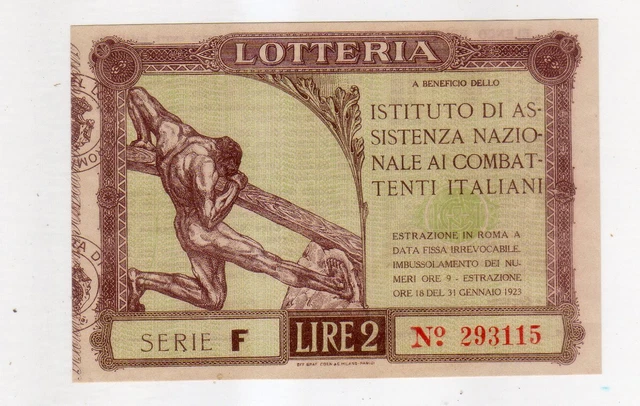 LOTTERIA
A BENEFICIO DELLO
ISTITUTO DI AS-
SISTENZA NAZIO-
NALE AI COMBAT-
TENTI ITALIANI
ESTRAZIONE IN ROMA A
DATA FISSA IRREVOCABILE
IMBUSSOLAMENTO DEI NU-
MERI ORE 9 - ESTRAZIONE
ORE 18 DEL 31 GENNAIO 1923
SERIE F
LIRE 2
Nº 293115